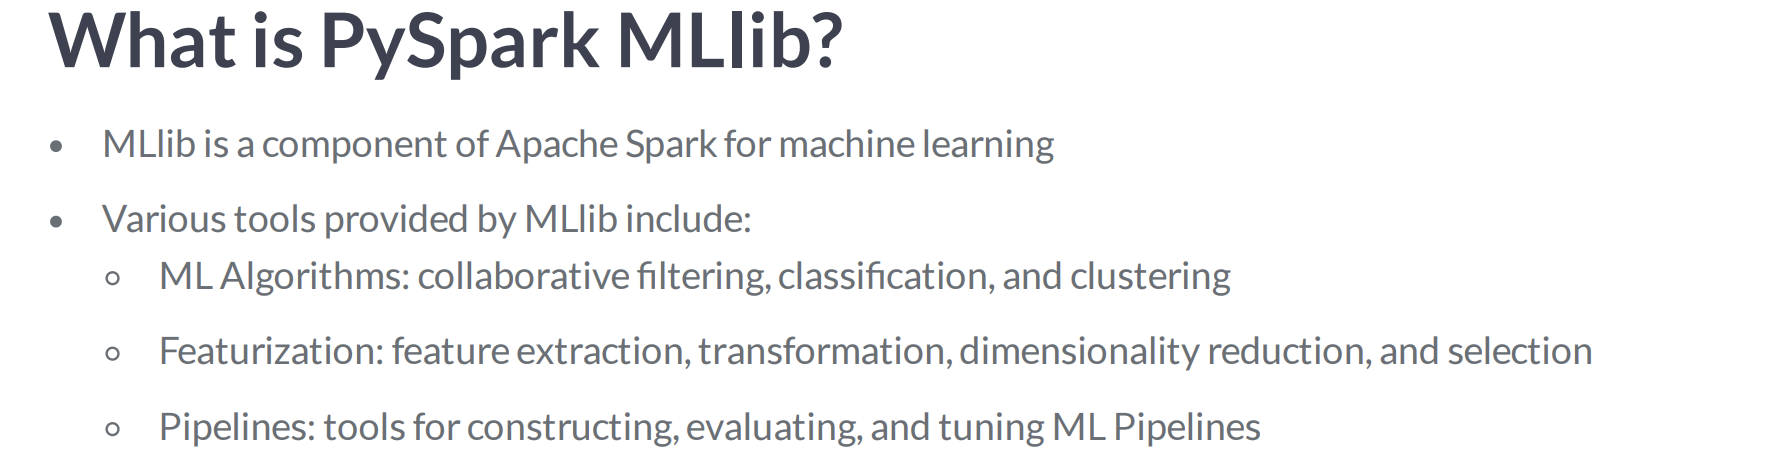 What is PySpark MLlib?
• MLlib is a component of Apache Spark for machine learning
• Various tools provided by MLlib include:
○ ML Algorithms: collaborative filtering, classification, and clustering
○ Featurization: feature extraction, transformation, dimensionality reduction, and selection
○ Pipelines: tools for constructing, evaluating, and tuning ML Pipelines